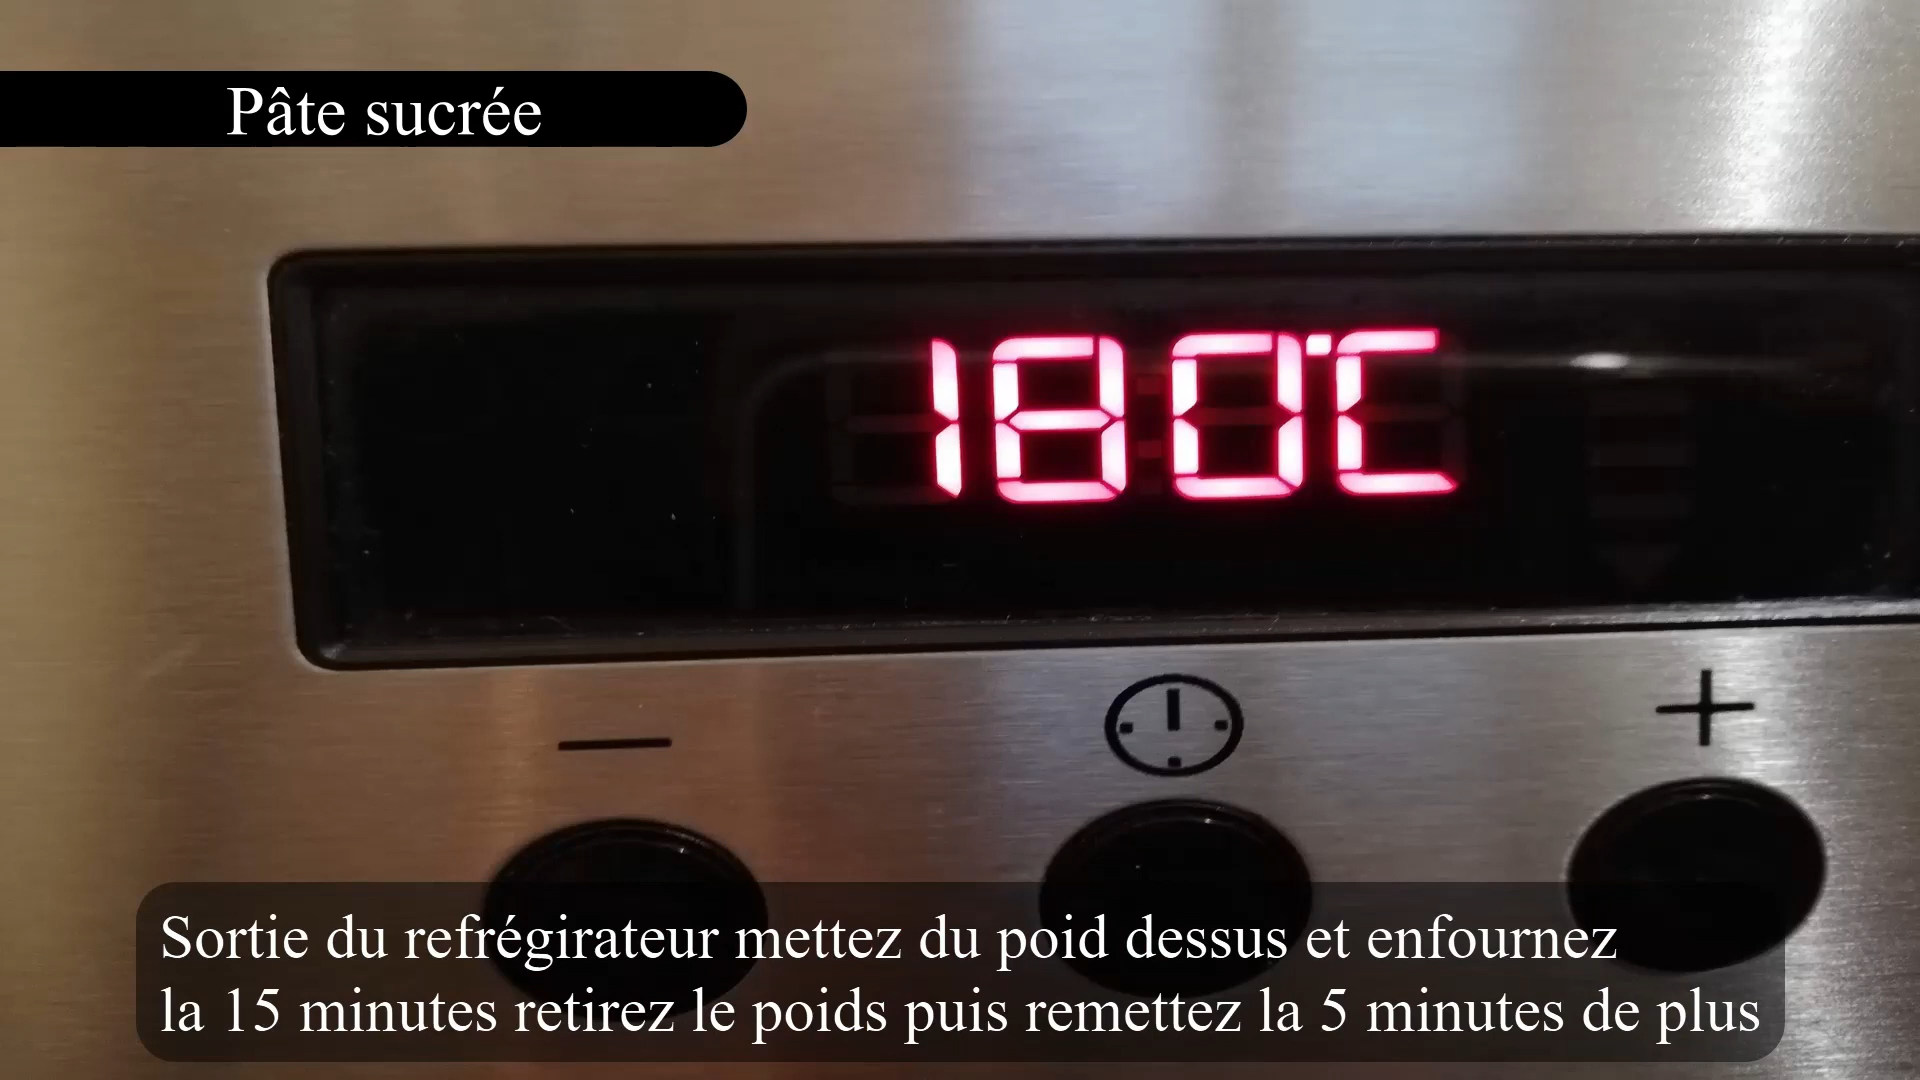 Pâte sucrée
180°C
Sortie du refrégirateur mettez du poid dessus et enfournez
la 15 minutes retirez le poids puis remettez la 5 minutes de plus